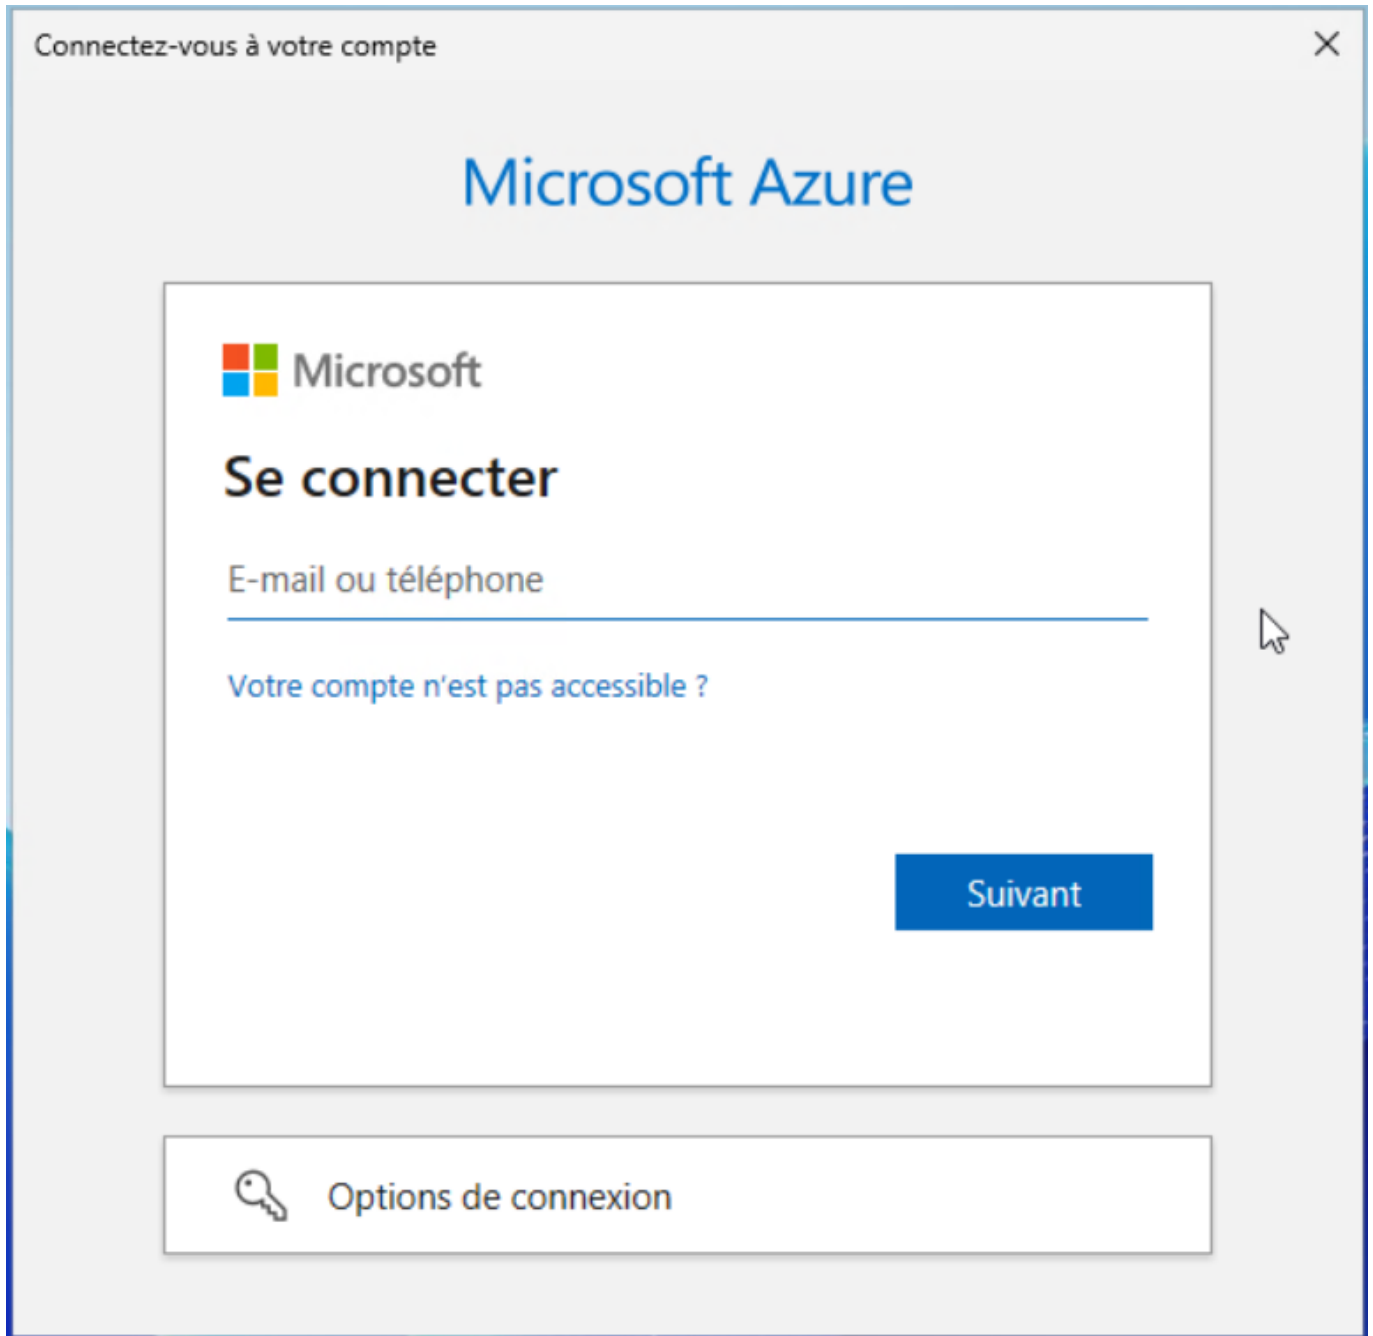 Connectez-vous à votre compte
Microsoft Azure
Microsoft
Se connecter
E-mail ou téléphone
Votre compte n'est pas accessible ?
Suivant
Options de connexion